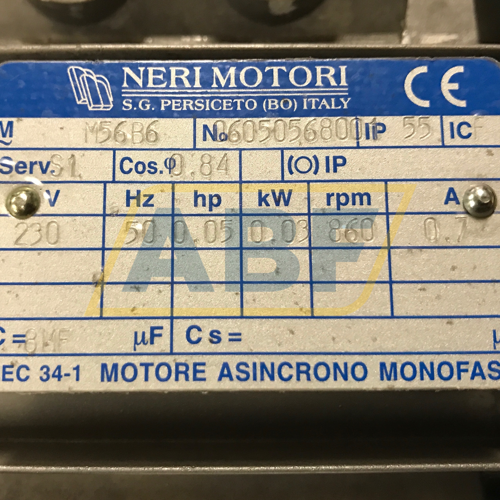 NERI MOTORI
S.G. PERSICETO (BO) ITALY
CE
M M56B6 No 06050568001 IP 55 IC
Serv. S1 Cos.φ 0.84 (O) IP
V Hz hp kW rpm A
230 50 0.05 0.03 860 0.7
ABF
C= 3MF µF Cs= µ
EC 34-1 MOTORE ASINCRONO MONOFAS